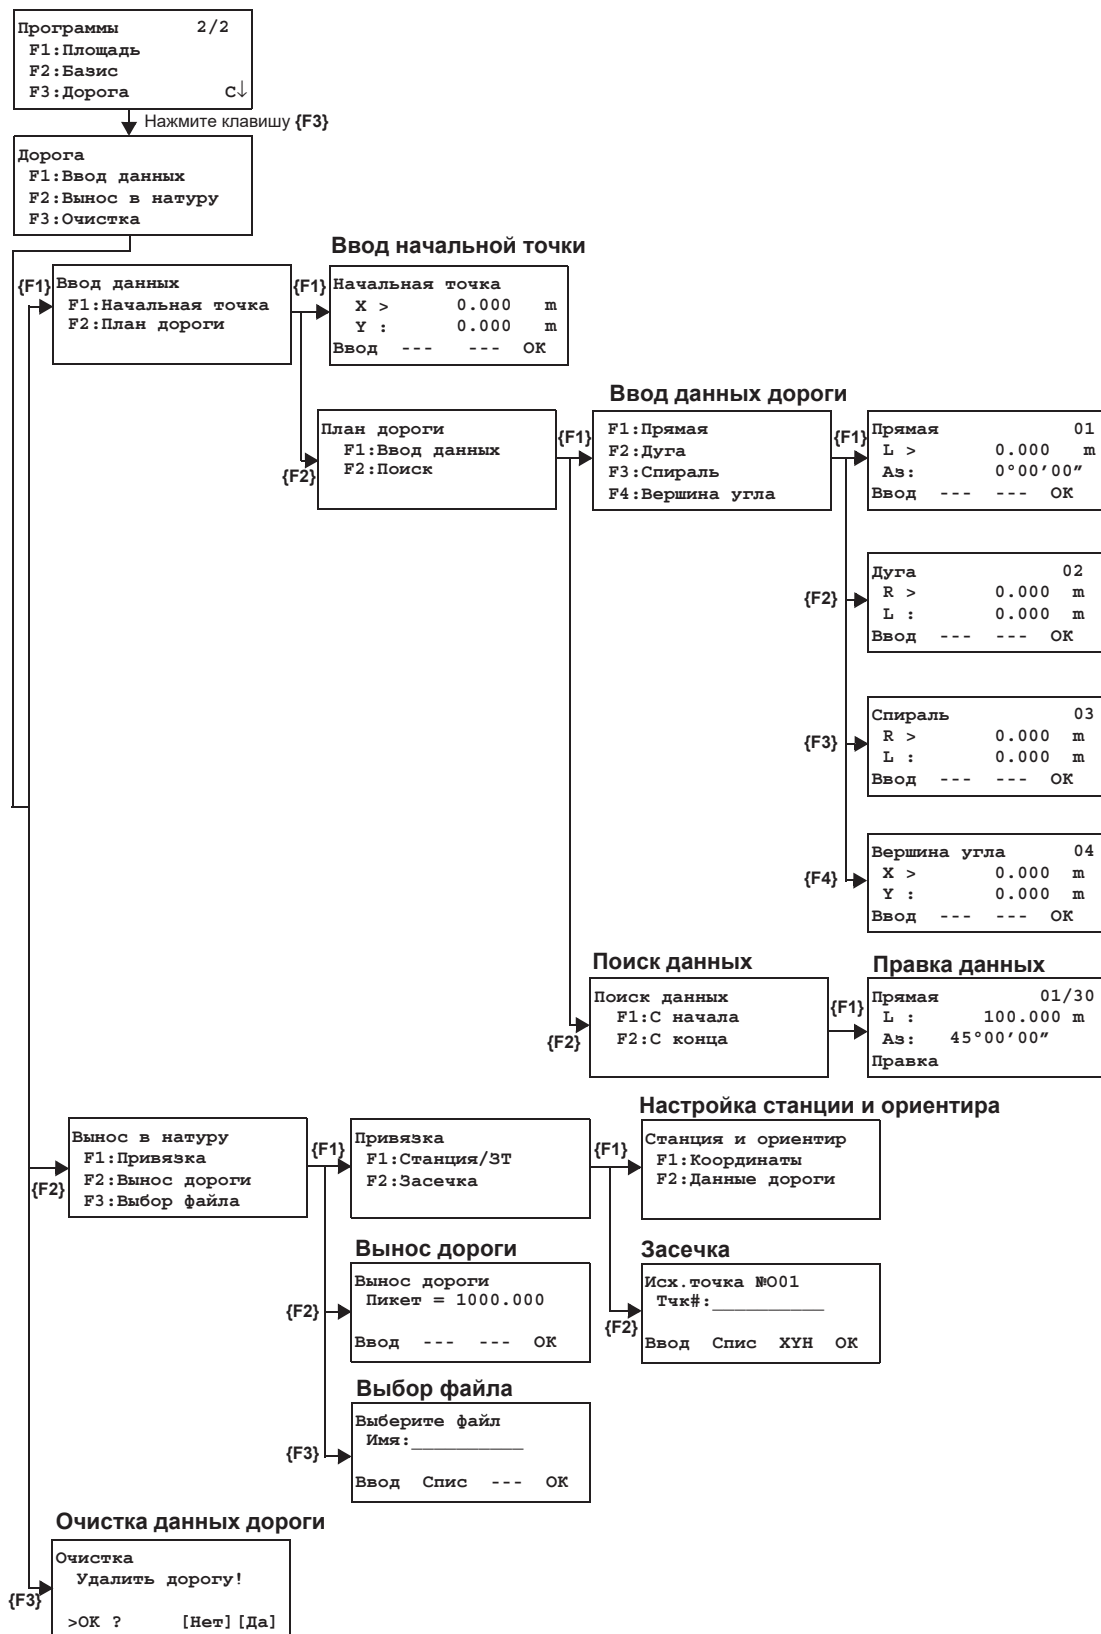 Программы 2/2
F1:Площадь
F2:Базис
F3:Дорога С↓
Нажмите клавишу {F3}
Дорога
F1:Ввод данных
F2:Вынос в натуру
F3:Очистка
Ввод начальной точки
{F1}
Ввод данных
F1:Начальная точка
F2:План дороги
{F1}
Начальная точка
X > 0.000 m
Y : 0.000 m
Ввод --- --- OK
Ввод данных дороги
{F2}
План дороги
F1:Ввод данных
F2:Поиск
{F1}
F1:Прямая
F2:Дуга
F3:Спираль
F4:Вершина угла
{F1}
Прямая 01
L > 0.000 m
Аз: 0°00'00"
Ввод --- --- OK
{F2}
Дуга 02
R > 0.000 m
L : 0.000 m
Ввод --- --- OK
{F3}
Спираль 03
R > 0.000 m
L : 0.000 m
Ввод --- --- OK
{F4}
Вершина угла 04
X > 0.000 m
Y : 0.000 m
Ввод --- --- OK
Поиск данных
{F2}
Поиск данных
F1:С начала
F2:С конца
Правка данных
{F1}
Прямая 01/30
L : 100.000 m
Аз: 45°00'00"
Правка
{F2}
Вынос в натуру
F1:Привязка
F2:Вынос дороги
F3:Выбор файла
{F1}
Привязка
F1:Станция/ЗТ
F2:Засечка
Настройка станции и ориентира
{F1}
Станция и ориентир
F1:Координаты
F2:Данные дороги
Вынос дороги
{F2}
Вынос дороги
Пикет = 1000.000
Ввод --- --- OK
Засечка
{F2}
Исх.точка №001
Тчк#:__________
Ввод Спис XYH OK
Выбор файла
{F3}
Выберите файл
Имя:__________
Ввод Спис --- OK
Очистка данных дороги
{F3}
Очистка
Удалить дорогу!
>OK ? [Нет][Да]